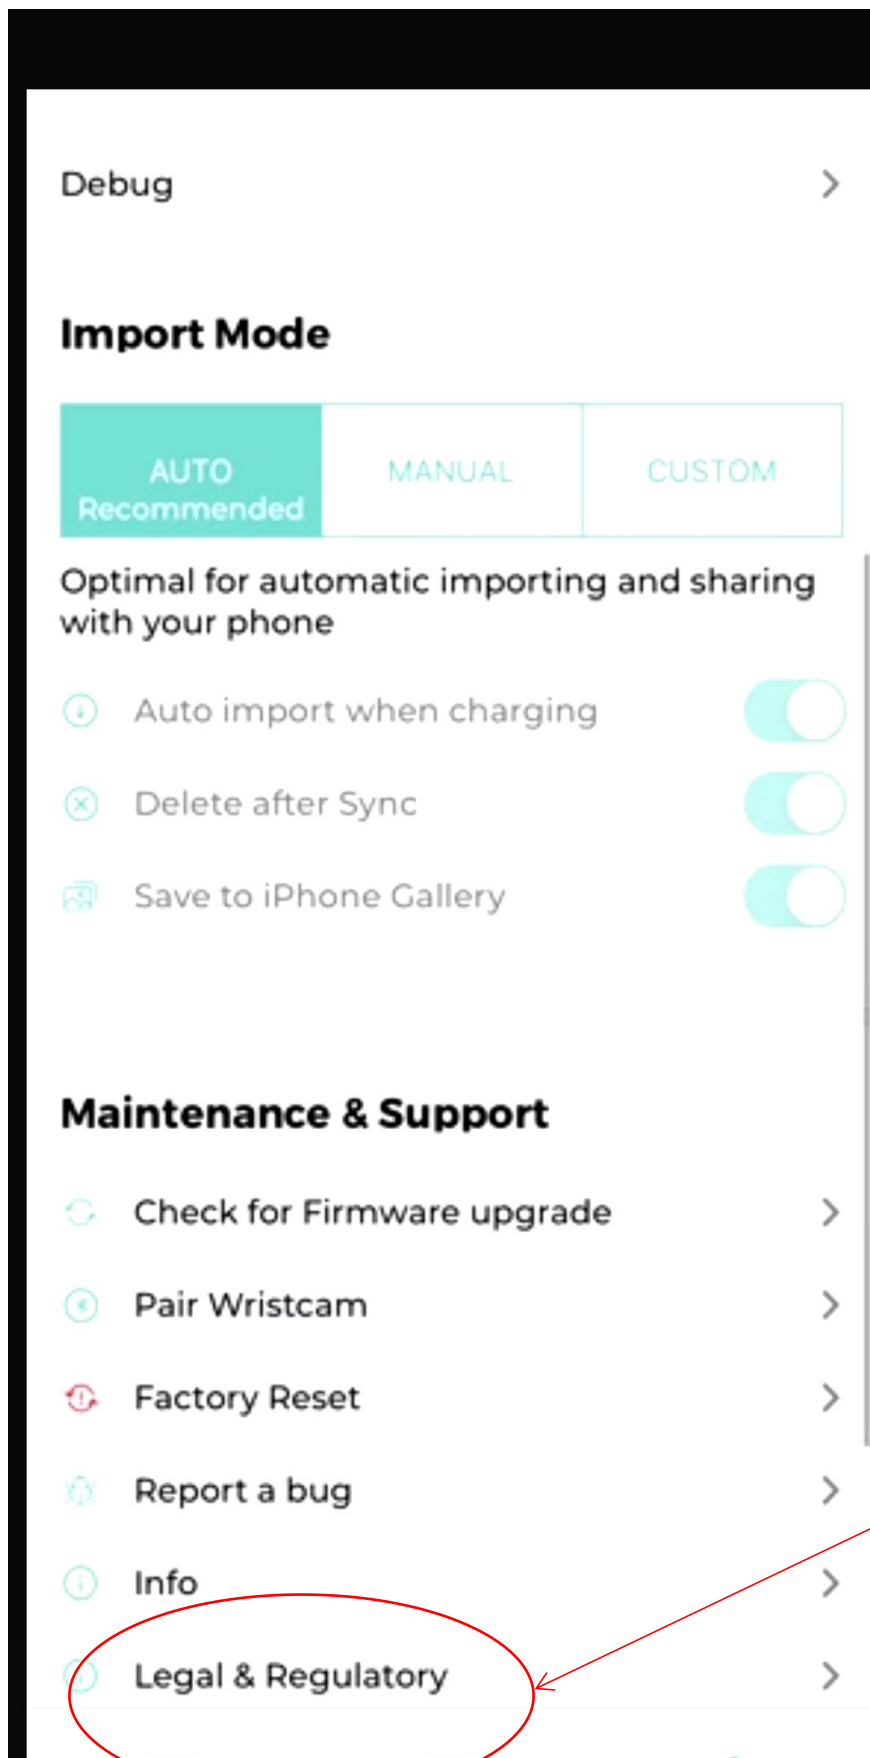 Debug
Import Mode
AUTO
Recommended
MANUAL
CUSTOM
Optimal for automatic importing and sharing
with your phone
Auto import when charging
Delete after Sync
Save to iPhone Gallery
Maintenance & Support
Check for Firmware upgrade
Pair Wristcam
Factory Reset
Report a bug
Info
Legal & Regulatory